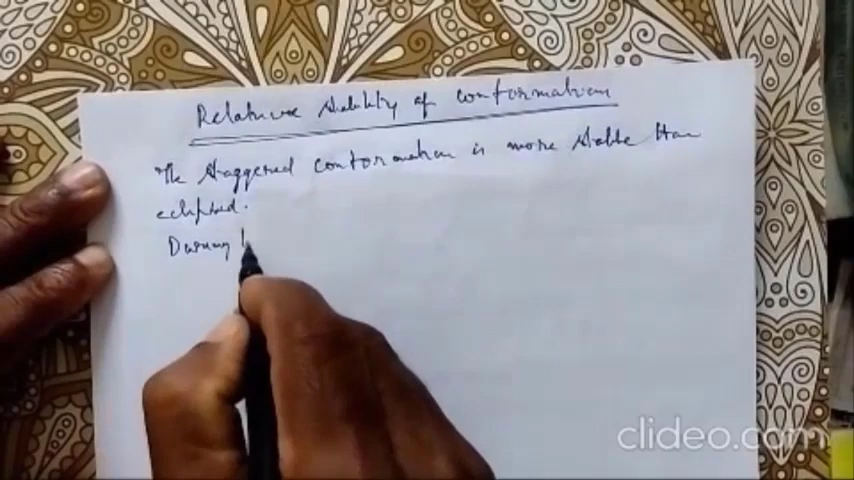 Relative stability of conformation
The staggered conformation is more stable than
eclipsed.
During
clideo.com